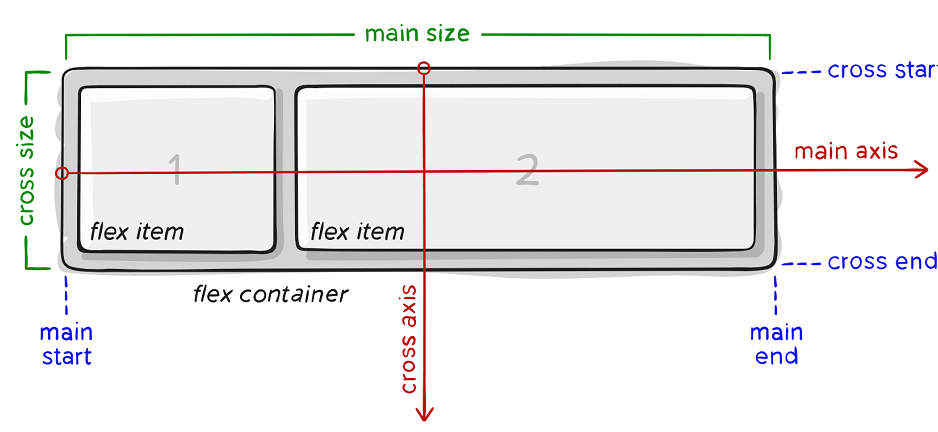 main size
cross start
cross size
main axis
1
2
flex item
flex item
cross end
flex container
cross axis
main
start
main
end